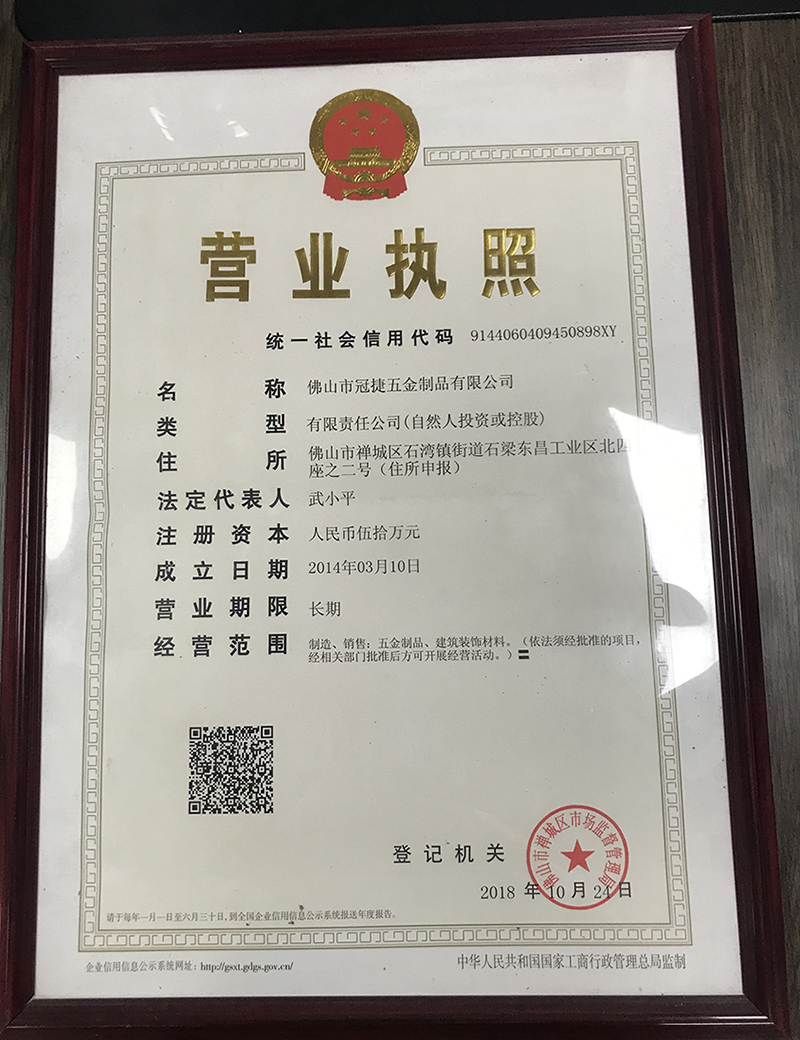 营业执照
统一社会信用代码 9144060409450898XY
名称 佛山市冠捷五金制品有限公司
类型 有限责任公司(自然人投资或控股)
住所 佛山市禅城区石湾镇街道石梁东昌工业区北四
座之二号（住所申报）
法定代表人 武小平
注册资本 人民币伍拾万元
成立日期 2014年03月10日
营业期限 长期
经营范围 制造、销售：五金制品、建筑装饰材料。（依法须经批准的项目，
经相关部门批准后方可开展经营活动。）〓
佛山市禅城区市场监督管理局
登记机关
2018 年 10 月 24 日
请于每年一月一日至六月三十日,到全国企业信用信息公示系统报送年度报告。
企业信用信息公示系统网址：http://gsxt.gdgs.gov.cn/
中华人民共和国国家工商行政管理总局监制